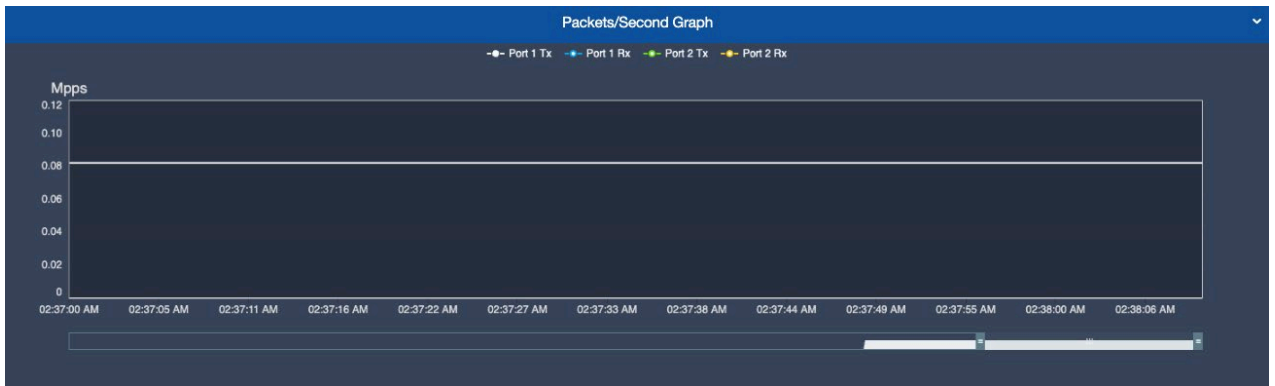 Packets/Second Graph
Port 1 Tx Port 1 Rx Port 2 Tx Port 2 Rx
Mpps
0.12
0.10
0.08
0.06
0.04
0.02
0
02:37:00 AM 02:37:05 AM 02:37:11 AM 02:37:16 AM 02:37:22 AM 02:37:27 AM 02:37:33 AM 02:37:38 AM 02:37:44 AM 02:37:49 AM 02:37:55 AM 02:38:00 AM 02:38:06 AM